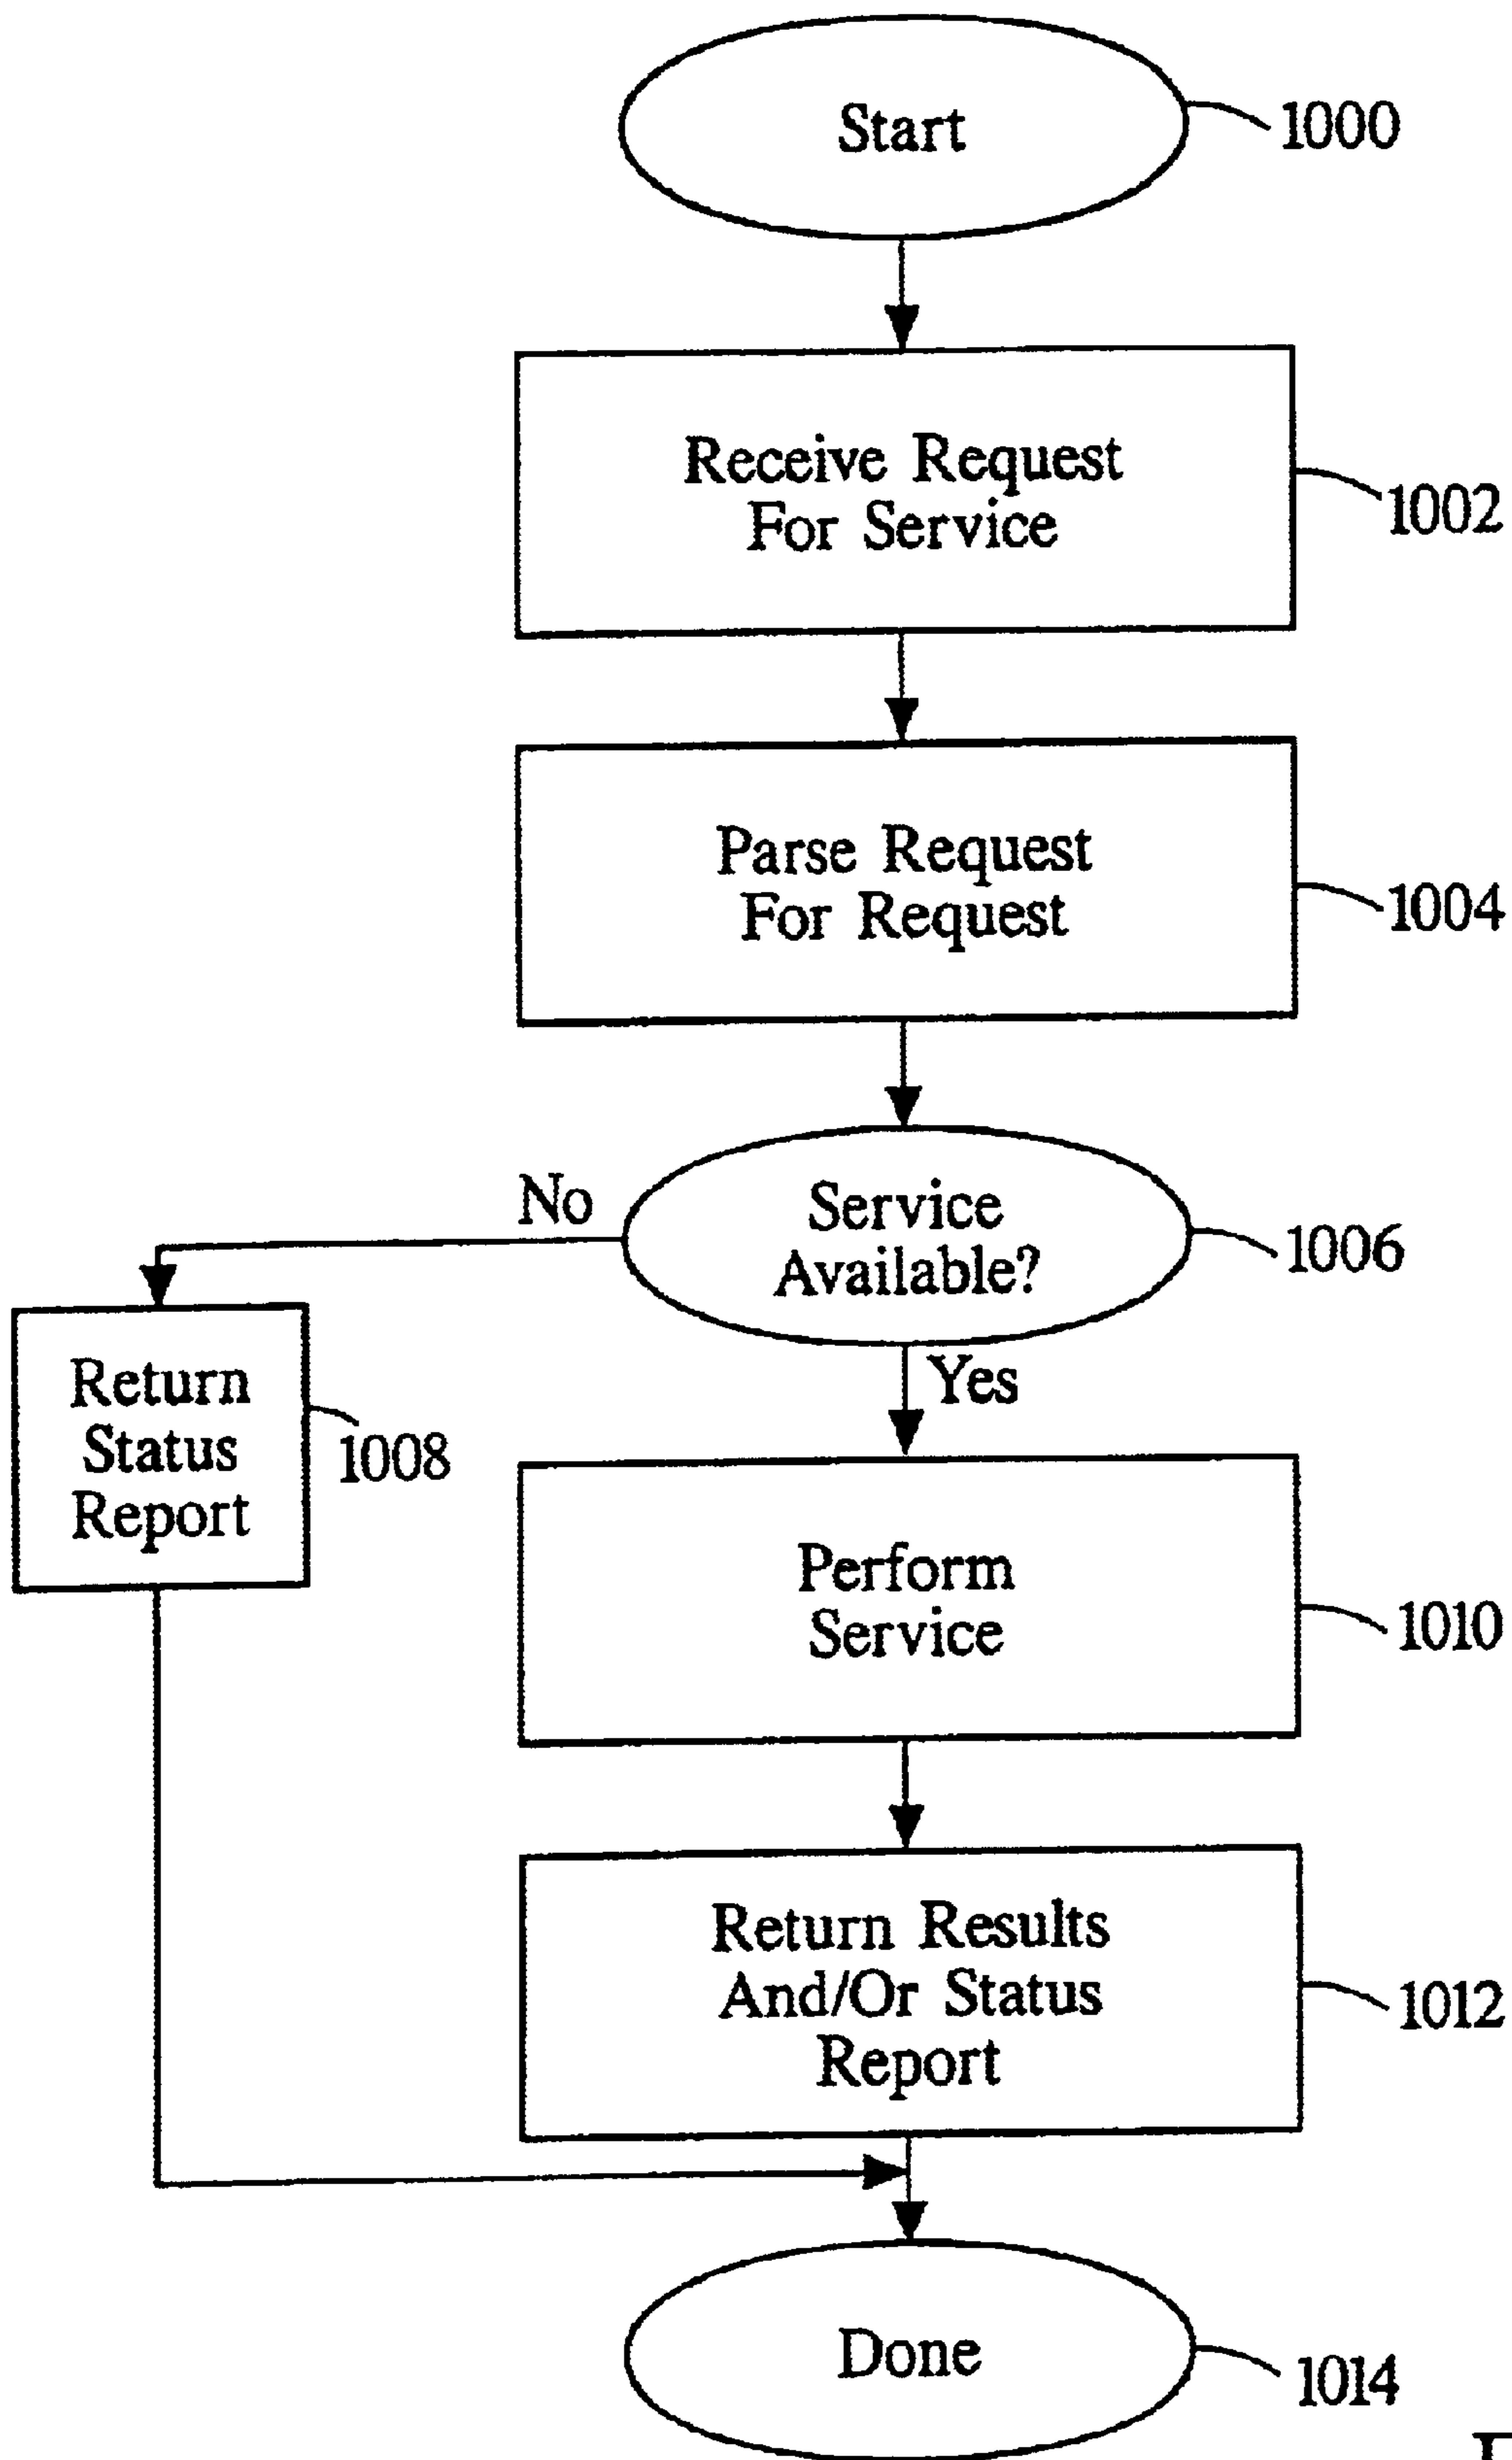 Start
1000
Receive Request
For Service
1002
Parse Request
For Request
1004
Service
Available?
1006
No
Yes
Return
Status
Report
1008
Perform
Service
1010
Return Results
And/Or Status
Report
1012
Done
1014